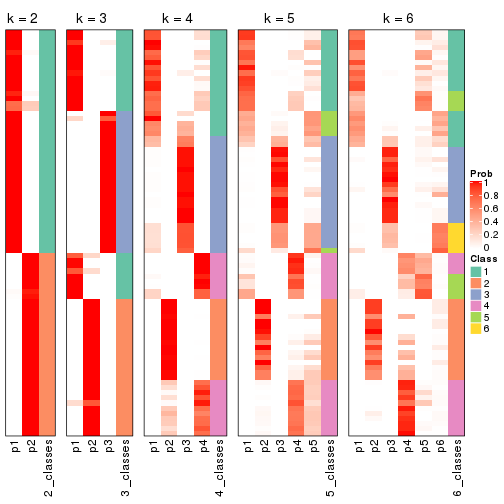 k = 2
k = 3
k = 4
k = 5
k = 6
Prob
1
0.8
0.6
0.4
0.2
0
Class
1
2
3
4
5
6
p1
p2
2_classes
p1
p2
p3
3_classes
p1
p2
p3
p4
4_classes
p1
p2
p3
p4
p5
5_classes
p1
p2
p3
p4
p5
p6
6_classes